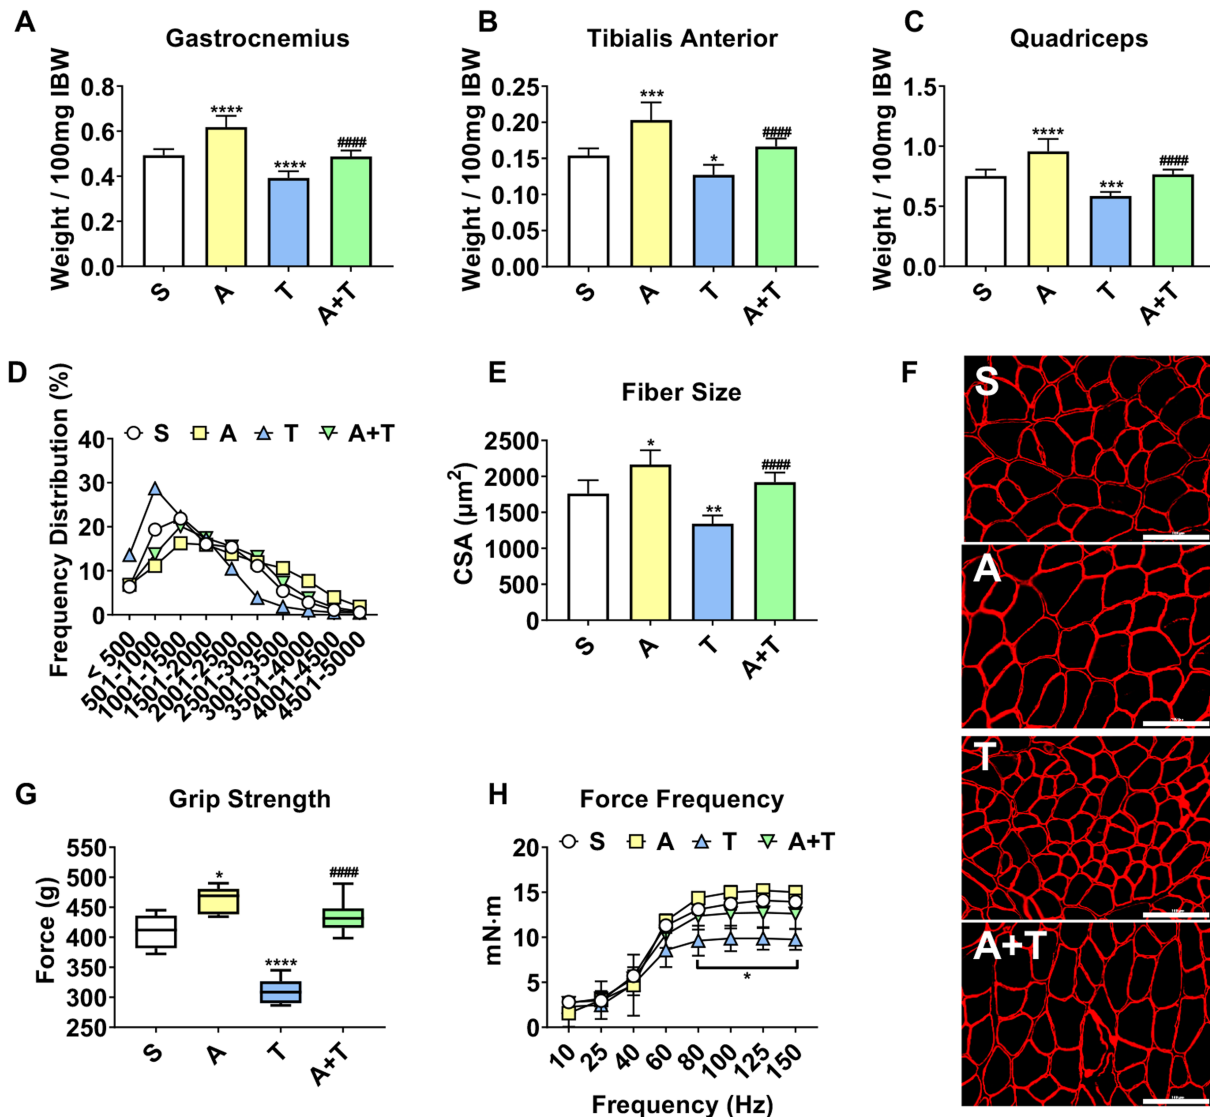 A
Gastrocnemius
Weight / 100mg IBW
0.8
0.6
0.4
0.2
0.0
****
****
####
S
A
T
A+T
B
Tibialis Anterior
Weight / 100mg IBW
0.25
0.20
0.15
0.10
0.05
0.00
***
*
####
S
A
T
A+T
C
Quadriceps
Weight / 100mg IBW
1.5
1.0
0.5
0.0
****
***
####
S
A
T
A+T
D
Frequency Distribution (%)
S A T A+T
40
30
20
10
0
< 500
501-1000
1001-1500
1501-2000
2001-2500
2501-3000
3001-3500
3501-4000
4001-4500
4501-5000
E
Fiber Size
CSA (µm²)
2500
2000
1500
1000
500
0
*
**
####
S
A
T
A+T
F
S
A
T
A+T
G
Grip Strength
Force (g)
550
500
450
400
350
300
250
*
****
####
S
A
T
A+T
H
Force Frequency
S A T A+T
mN·m
20
15
10
5
0
*
10
25
40
60
80
100
125
150
Frequency (Hz)